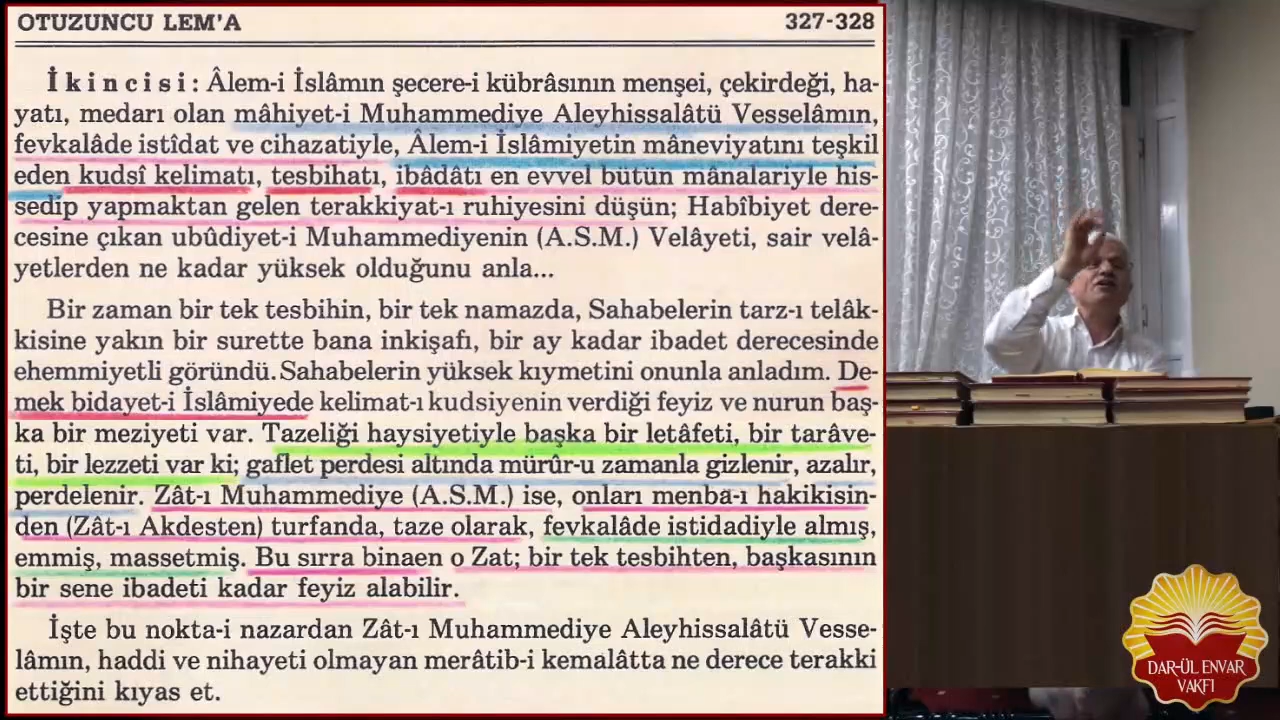 OTUZUNCU LEM'A 327-328
İkincisi: Âlem-i İslâmın şecere-i kübrâsının menşei, çekirdeği, ha-
yatı, medarı olan mâhiyet-i Muhammediye Aleyhissalâtü Vesselâmın,
fevkalâde istîdat ve cihazatiyle, Âlem-i İslâmiyetin mâneviyatını teşkil
eden kudsî kelimatı, tesbihatı, ibâdâtı en evvel bütün mânalariyle his-
sedip yapmaktan gelen terakkiyat-ı ruhiyesini düşün; Habîbiyet dere-
cesine çıkan ubûdiyet-i Muhammediyenin (A.S.M.) Velâyeti, sair velâ-
yetlerden ne kadar yüksek olduğunu anla...
Bir zaman bir tek tesbihin, bir tek namazda, Sahabelerin tarz-ı telâk-
kisine yakın bir surette bana inkişafı, bir ay kadar ibadet derecesinde
ehemmiyetli göründü. Sahabelerin yüksek kıymetini onunla anladım. De-
mek bidayet-i İslâmiyede kelimat-ı kudsiyenin verdiği feyiz ve nurun baş-
ka bir meziyeti var. Tazeliği haysiyetiyle başka bir letâfeti, bir tarâve-
ti, bir lezzeti var ki; gaflet perdesi altında mürûr-u zamanla gizlenir, azalır,
perdelenir. Zât-ı Muhammediye (A.S.M.) ise, onları menba-ı hakikisin-
den (Zât-ı Akdesten) turfanda, taze olarak, fevkalâde istidadiyle almış,
emmiş, massetmiş. Bu sırra binaen o Zat; bir tek tesbihten, başkasının
bir sene ibadeti kadar feyiz alabilir.
İşte bu nokta-i nazardan Zât-ı Muhammediye Aleyhissalâtü Vesse-
lâmın, haddi ve nihayeti olmayan merâtib-i kemalâtta ne derece terakki
ettiğini kıyas et.
DAR-ÜL ENVAR
VAKFI